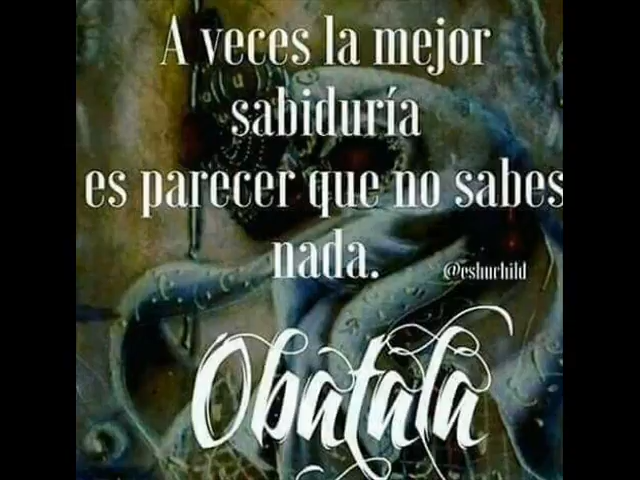 A veces la mejor
sabiduría
es parecer que no sabes
nada.
@eshuchild
Obatala